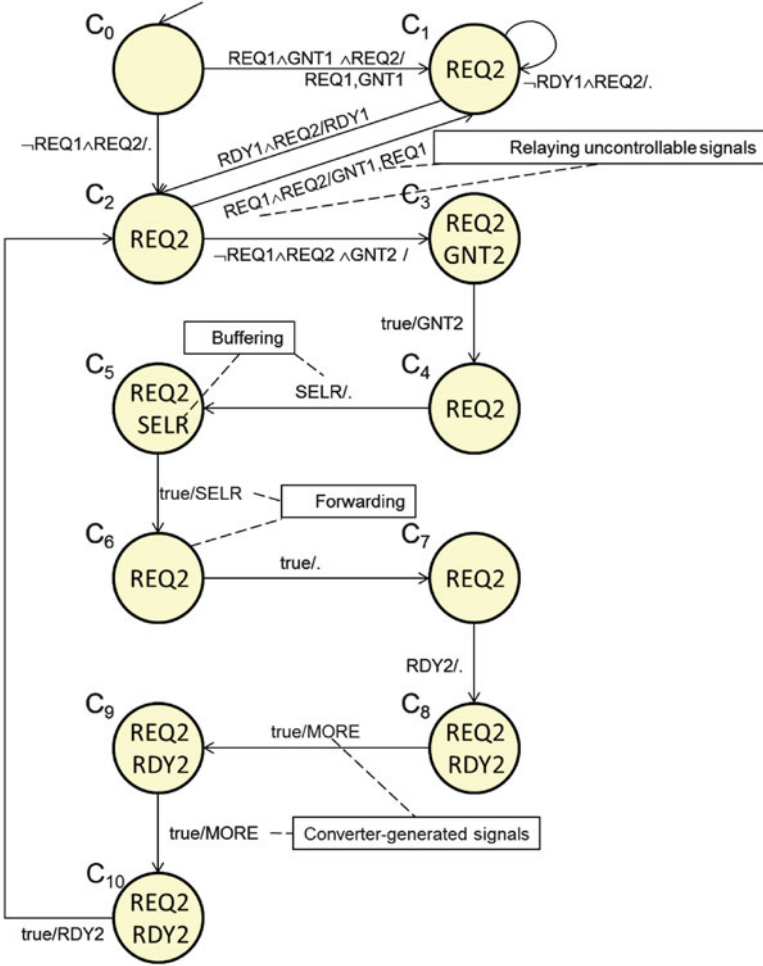 C0
C1
REQ1∧GNT1 ∧REQ2/
REQ1,GNT1
REQ2
¬RDY1∧REQ2/.
¬REQ1∧REQ2/.
RDY1∧REQ2/RDY1
REQ1∧REQ2/GNT1,REQ1
Relaying uncontrollable signals
C2
C3
REQ2
REQ2
GNT2
¬REQ1∧REQ2 ∧GNT2 /
true/GNT2
Buffering
C5
C4
REQ2
SELR
SELR/.
REQ2
true/SELR
Forwarding
C6
C7
REQ2
true/.
REQ2
RDY2/.
C9
C8
REQ2
RDY2
true/MORE
REQ2
RDY2
true/MORE
Converter-generated signals
C10
REQ2
RDY2
true/RDY2